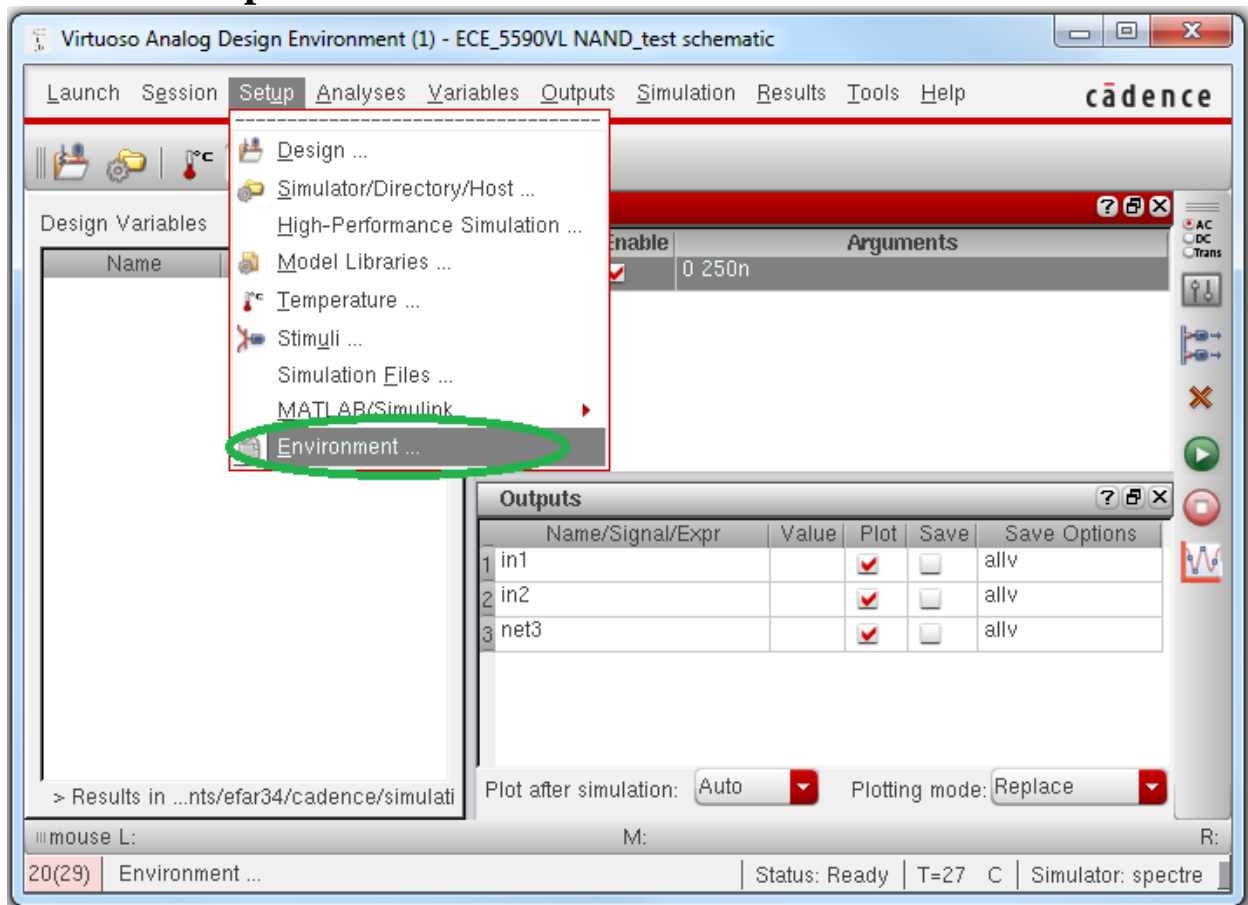 Virtuoso Analog Design Environment (1) - ECE_5590VL NAND_test schematic
Launch Session Setup Analyses Variables Outputs Simulation Results Tools Help cādence
°C
Design ...
Simulator/Directory/Host ...
High-Performance Simulation ...
Model Libraries ...
Temperature ...
Stimuli ...
Simulation Files ...
MATLAB/Simulink
Environment ...
Design Variables
Name
nable Arguments
0 250n
AC
DC
Trans
Outputs
Name/Signal/Expr Value Plot Save Save Options
1 in1 allv
2 in2 allv
3 net3 allv
Plot after simulation: Auto Plotting mode: Replace
> Results in ...nts/efar34/cadence/simulati
mouse L: M: R:
20(29) Environment ... Status: Ready T=27 C Simulator: spectre